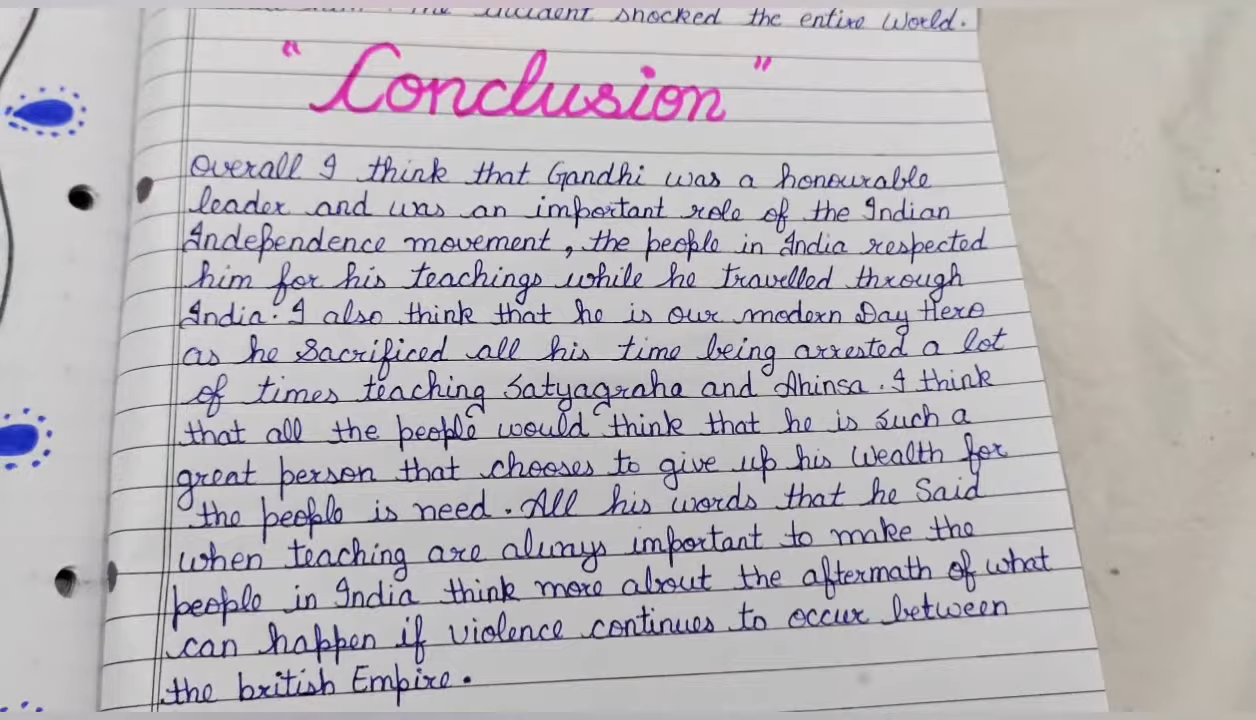 incident shocked the entire World.
"Conclusion"
Overall I think that Gandhi was a honourable
leader and was an important role of the Indian
Independence movement, the people in India respected
him for his teachings while he travelled through
India. I also think that he is our modern Day Hero
as he Sacrificed all his time being arrested a lot
of times teaching Satyagraha and Ahinsa. I think
that all the people would think that he is such a
great person that chooses to give up his wealth for
the people is need. All his words that he Said
when teaching are always important to make the
people in India think more about the aftermath of what
can happen if violence continues to occur between
the british Empire.